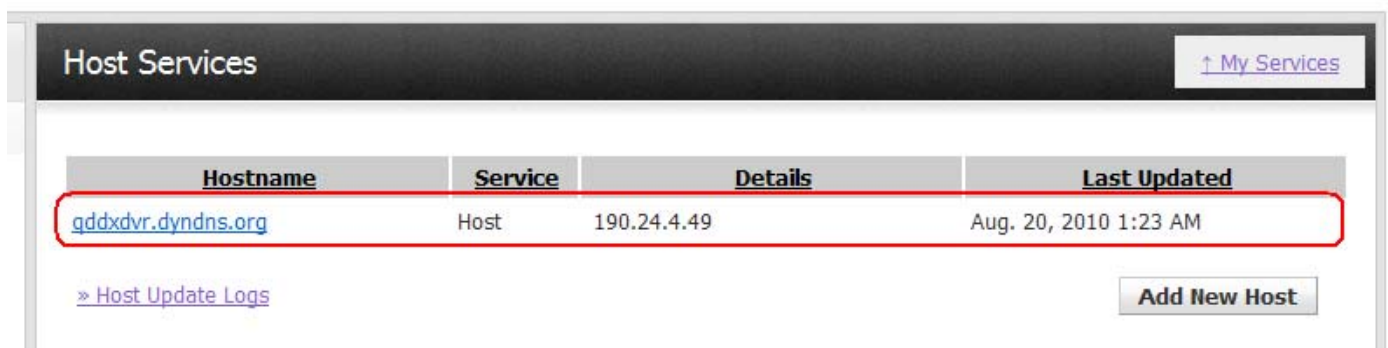 Host Services
↑ My Services
Hostname Service Details Last Updated
qddxdvr.dyndns.org Host 190.24.4.49 Aug. 20, 2010 1:23 AM
» Host Update Logs
Add New Host